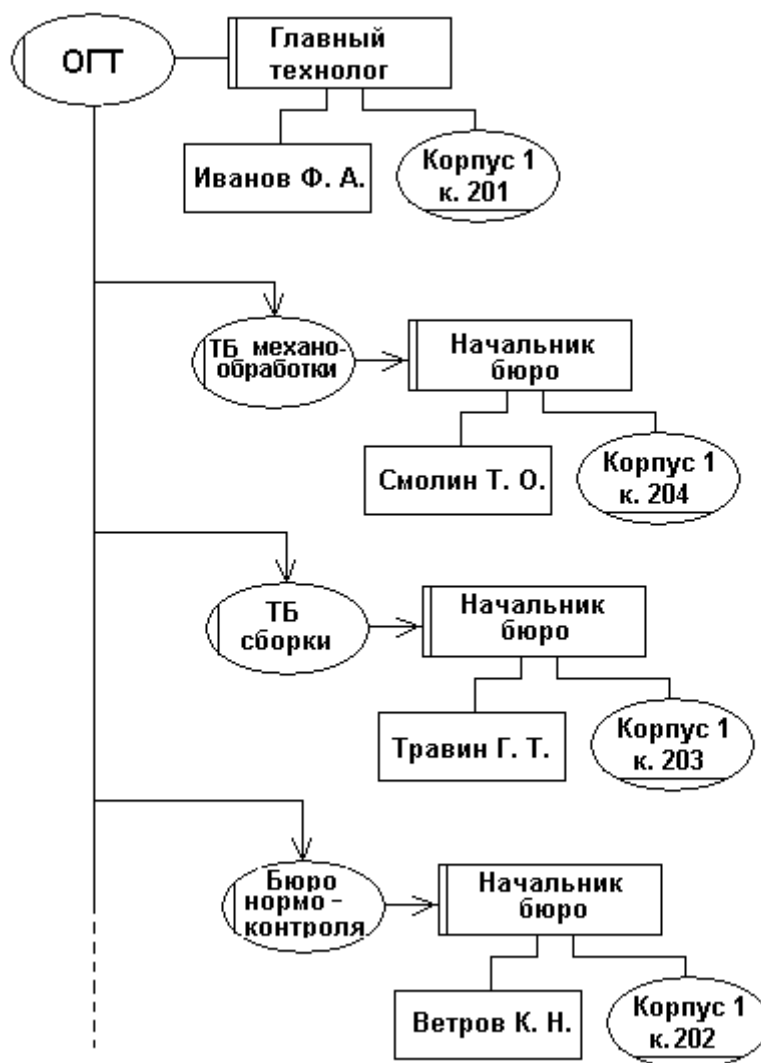 ОГТ
Главный
технолог
Иванов Ф. А.
Корпус 1
к. 201
ТБ механо-
обработки
Начальник
бюро
Смолин Т. О.
Корпус 1
к. 204
ТБ
сборки
Начальник
бюро
Травин Г. Т.
Корпус 1
к. 203
Бюро
нормо -
контроля
Начальник
бюро
Ветров К. Н.
Корпус 1
к.202